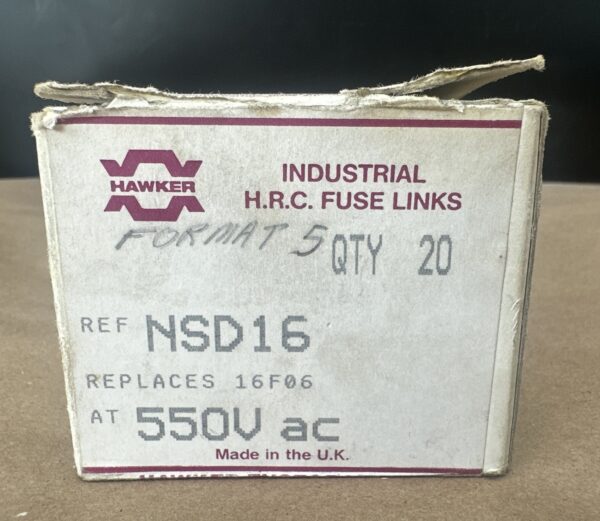 HAWKER
INDUSTRIAL
H.R.C. FUSE LINKS
FORMAT 5
QTY 20
REF NSD16
REPLACES 16F06
AT 550V ac
Made in the U.K.